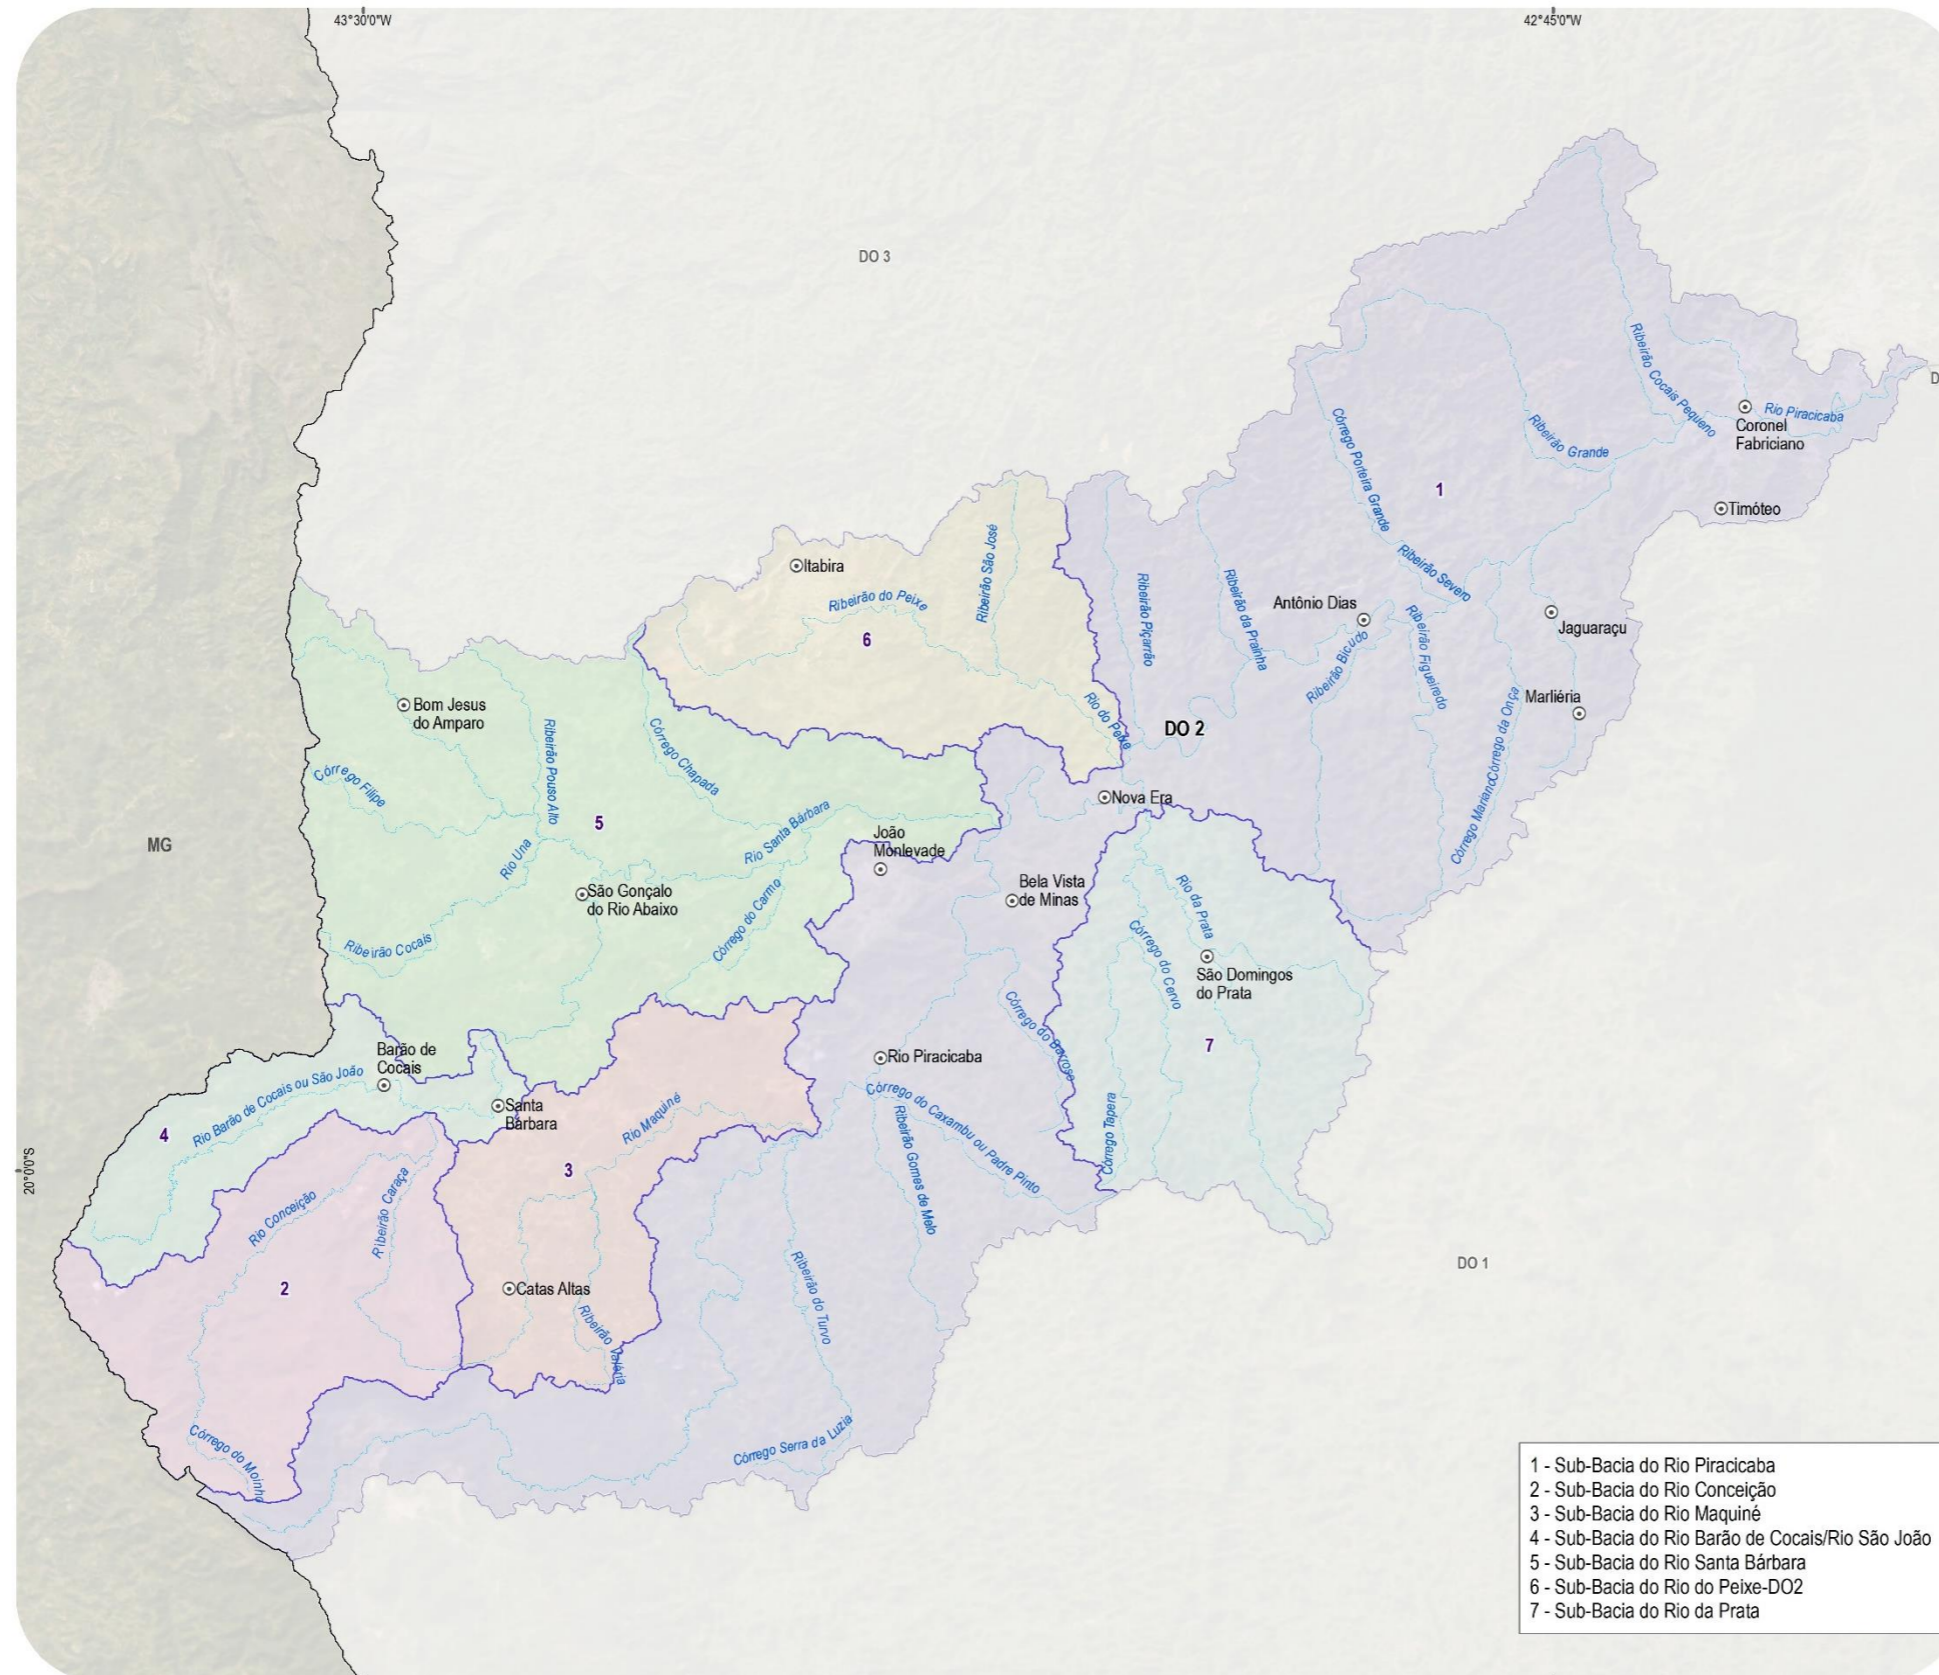 43°30'0"W
42°45'0"W
DO 3
D
Ribeirão Cocais Pequeno
Rio Piracicaba
Coronel
Fabriciano
Ribeirão Grande
Córrego Porteira Grande
1
Timóteo
Ribeirão São José
Itabira
Ribeirão do Peixe
6
Ribeirão Piçarrão
Ribeirão da Prainha
Ribeirão Severo
Antônio Dias
Ribeirão Bicudo
Ribeirão Figueiredo
Jaguaraçu
Marliéria
Córrego da Onça
Córrego Mariano
Rio do Peixe
DO 2
Bom Jesus
do Amparo
Ribeirão Pouso Alto
Córrego Chapada
Córrego Filipe
5
Nova Era
MG
Rio Santa Bárbara
João
Monlevade
Rio Una
São Gonçalo
do Rio Abaixo
Córrego do Carmo
Bela Vista
de Minas
Rio da Prata
Ribeirão Cocais
Córrego do Cervo
São Domingos
do Prata
Córrego do Barroso
7
Barão de
Cocais
Rio Piracicaba
Rio Barão de Cocais ou São João
Santa
Bárbara
Rio Maquiné
Córrego do Caxambu ou Padre Pinto
Ribeirão Gomes de Melo
Córrego Tapera
4
20°0'0"S
3
Rio Conceição
Ribeirão Caraça
2
Catas Altas
Ribeirão Valéria
Ribeirão do Turvo
DO 1
Córrego do Moinho
Córrego Serra da Luzia
1 - Sub-Bacia do Rio Piracicaba
2 - Sub-Bacia do Rio Conceição
3 - Sub-Bacia do Rio Maquiné
4 - Sub-Bacia do Rio Barão de Cocais/Rio São João
5 - Sub-Bacia do Rio Santa Bárbara
6 - Sub-Bacia do Rio do Peixe-DO2
7 - Sub-Bacia do Rio da Prata